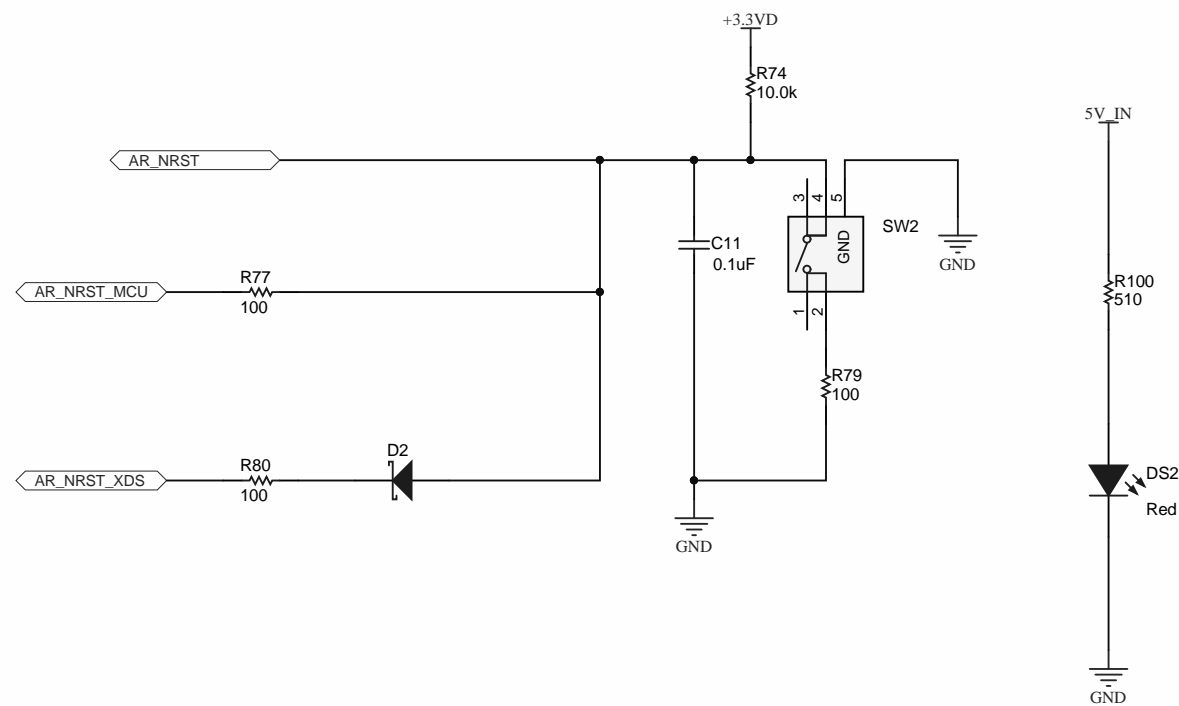 +3.3VD
R74
10.0k
5V_IN
AR_NRST
3
4
5
SW2
GND
C11
0.1uF
GND
R77
AR_NRST_MCU
100
1
2
R100
510
R79
100
D2
R80
AR_NRST_XDS
100
DS2
Red
GND
GND